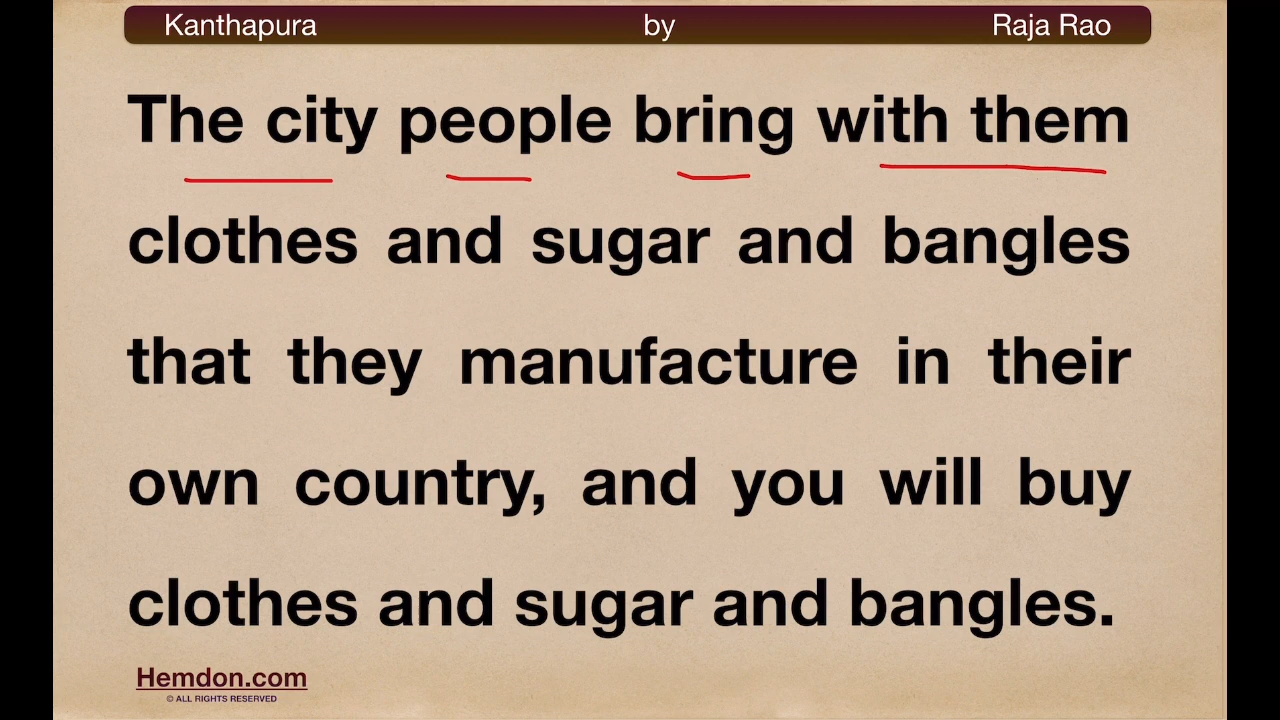 Kanthapura by Raja Rao
The city people bring with them
clothes and sugar and bangles
that they manufacture in their
own country, and you will buy
clothes and sugar and bangles.
Hemdon.com
© ALL RIGHTS RESERVED